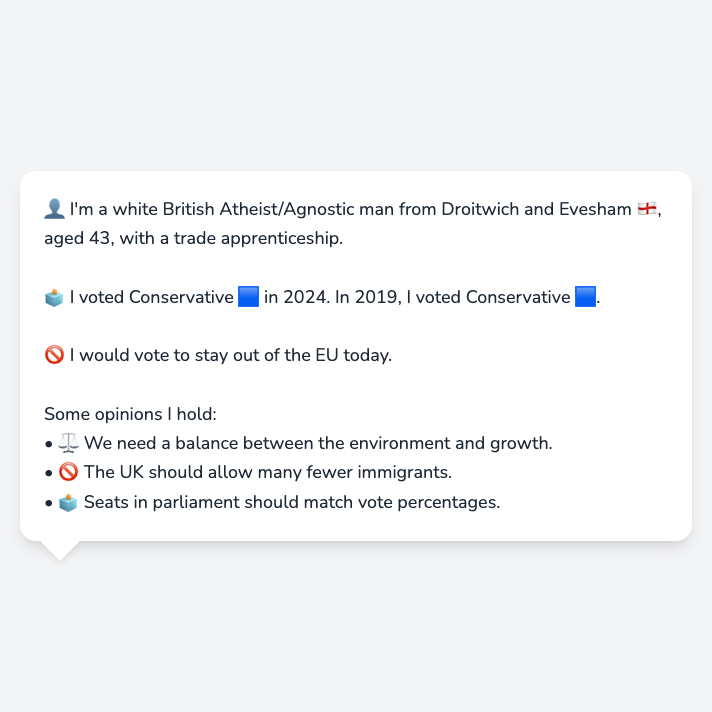 👤 I'm a white British Atheist/Agnostic man from Droitwich and Evesham 🏴󠁧󠁢󠁥󠁮󠁧󠁿,
aged 43, with a trade apprenticeship.
🗳️ I voted Conservative 🟦 in 2024. In 2019, I voted Conservative 🟦.
🚫 I would vote to stay out of the EU today.
Some opinions I hold:
• ⚖️ We need a balance between the environment and growth.
• 🚫 The UK should allow many fewer immigrants.
• 🗳️ Seats in parliament should match vote percentages.